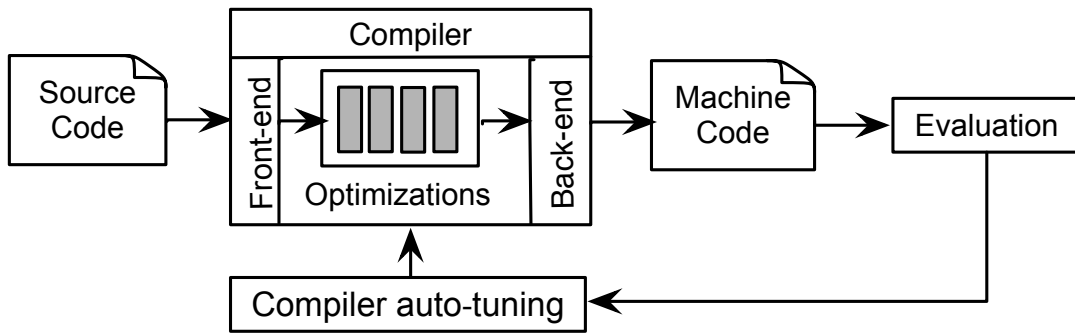 Compiler
Source
Code
Front-end
Optimizations
Back-end
Machine
Code
Evaluation
Compiler auto-tuning